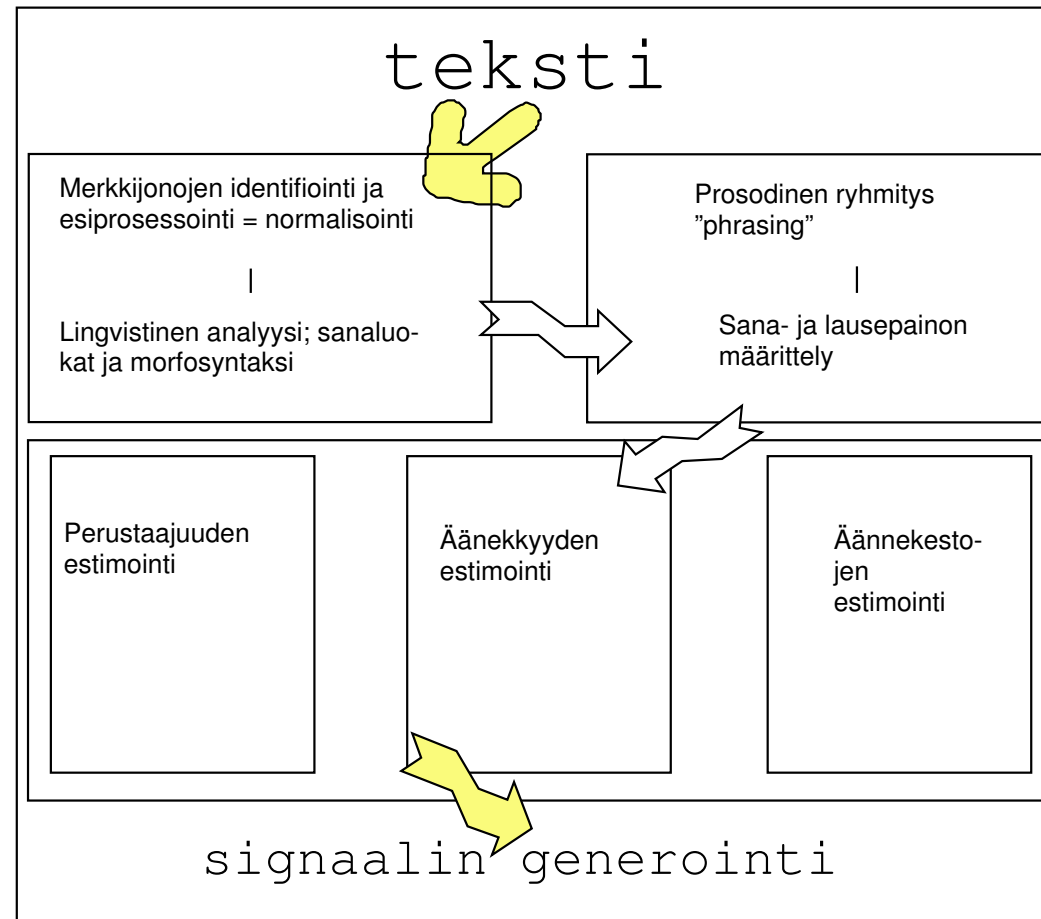 teksti
Merkkijonojen identifiointi ja
esiprosessointi = normalisointi
|
Lingvistinen analyysi; sanaluo-
kat ja morfosyntaksi
Prosodinen ryhmitys
”phrasing”
|
Sana- ja lausepainon
määrittely
Perustaajuuden
estimointi
Äänekkyyden
estimointi
Äännekesto-
jen
estimointi
signaalin generointi